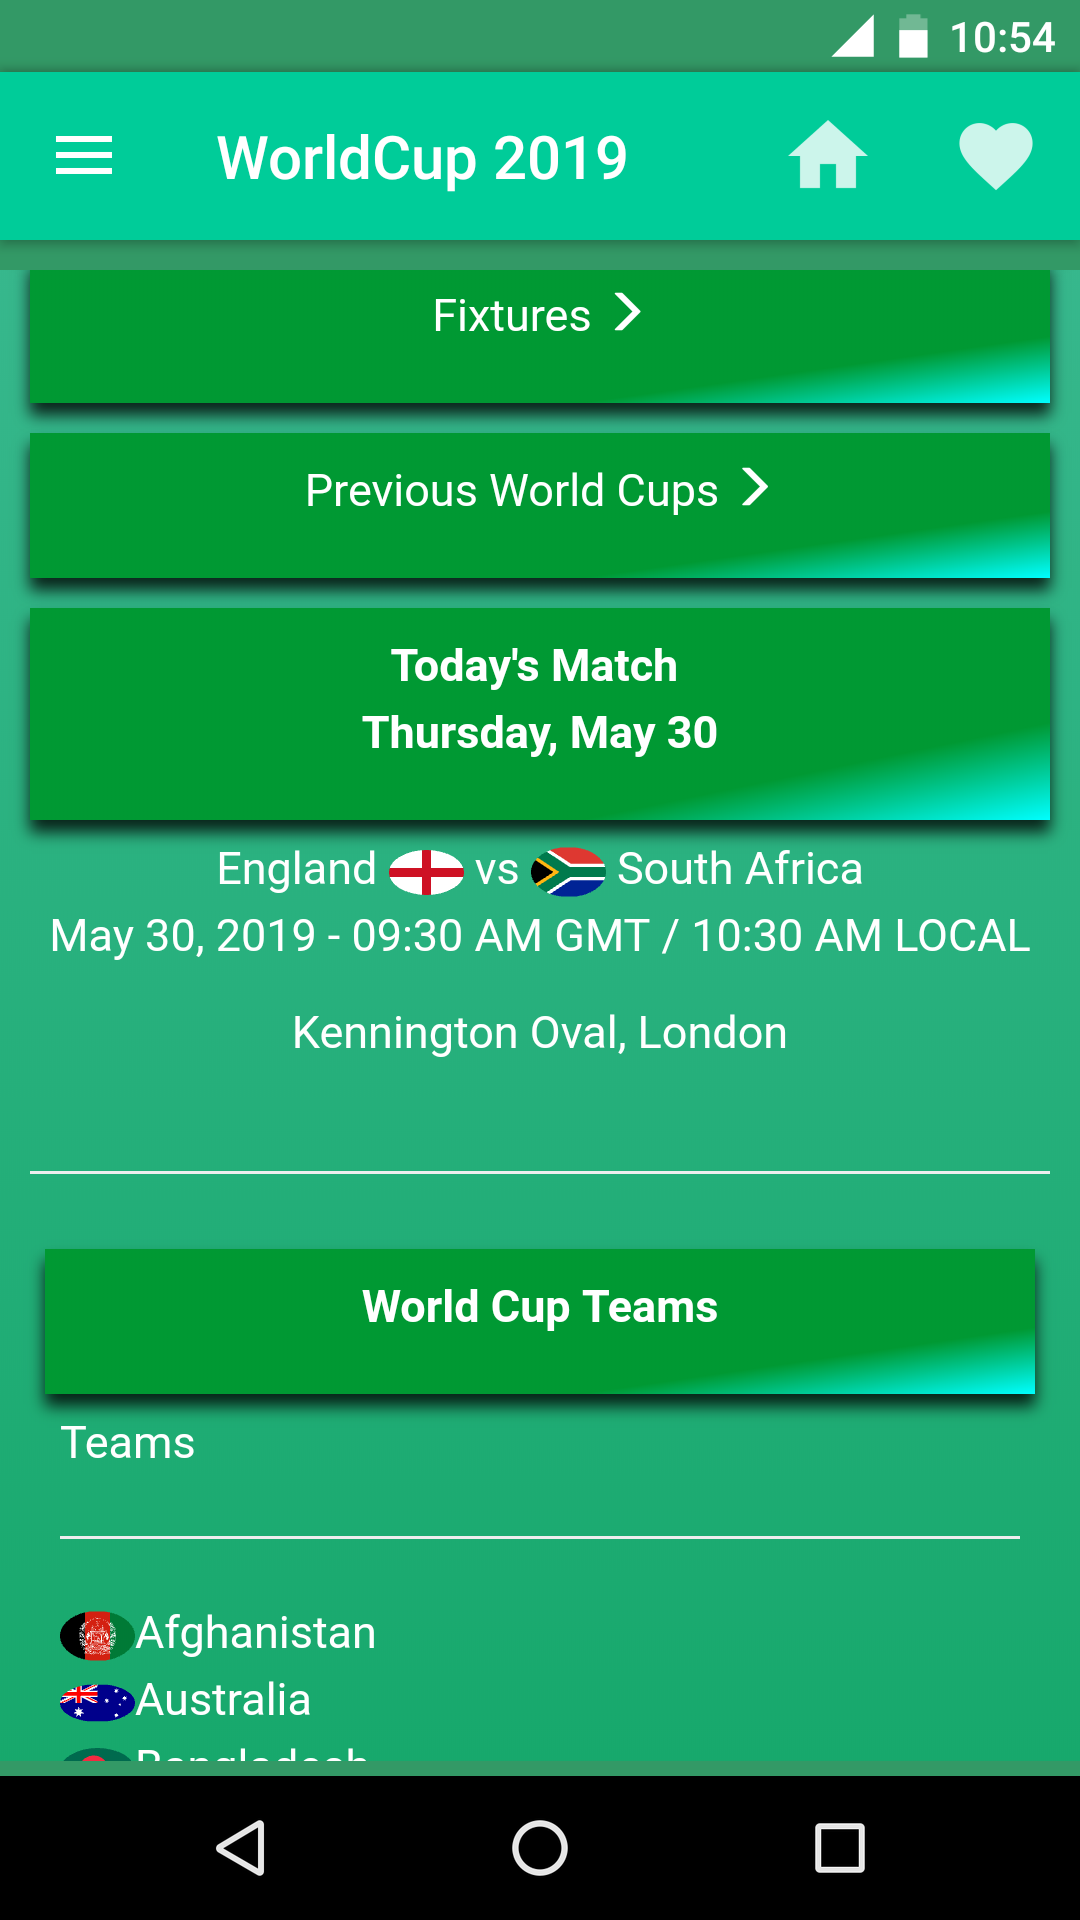 10:54
WorldCup 2019
Fixtures
Previous World Cups
Today's Match
Thursday, May 30
England vs South Africa
May 30, 2019 - 09:30 AM GMT / 10:30 AM LOCAL
Kennington Oval, London
World Cup Teams
Teams
Afghanistan
Australia
Bangladesh